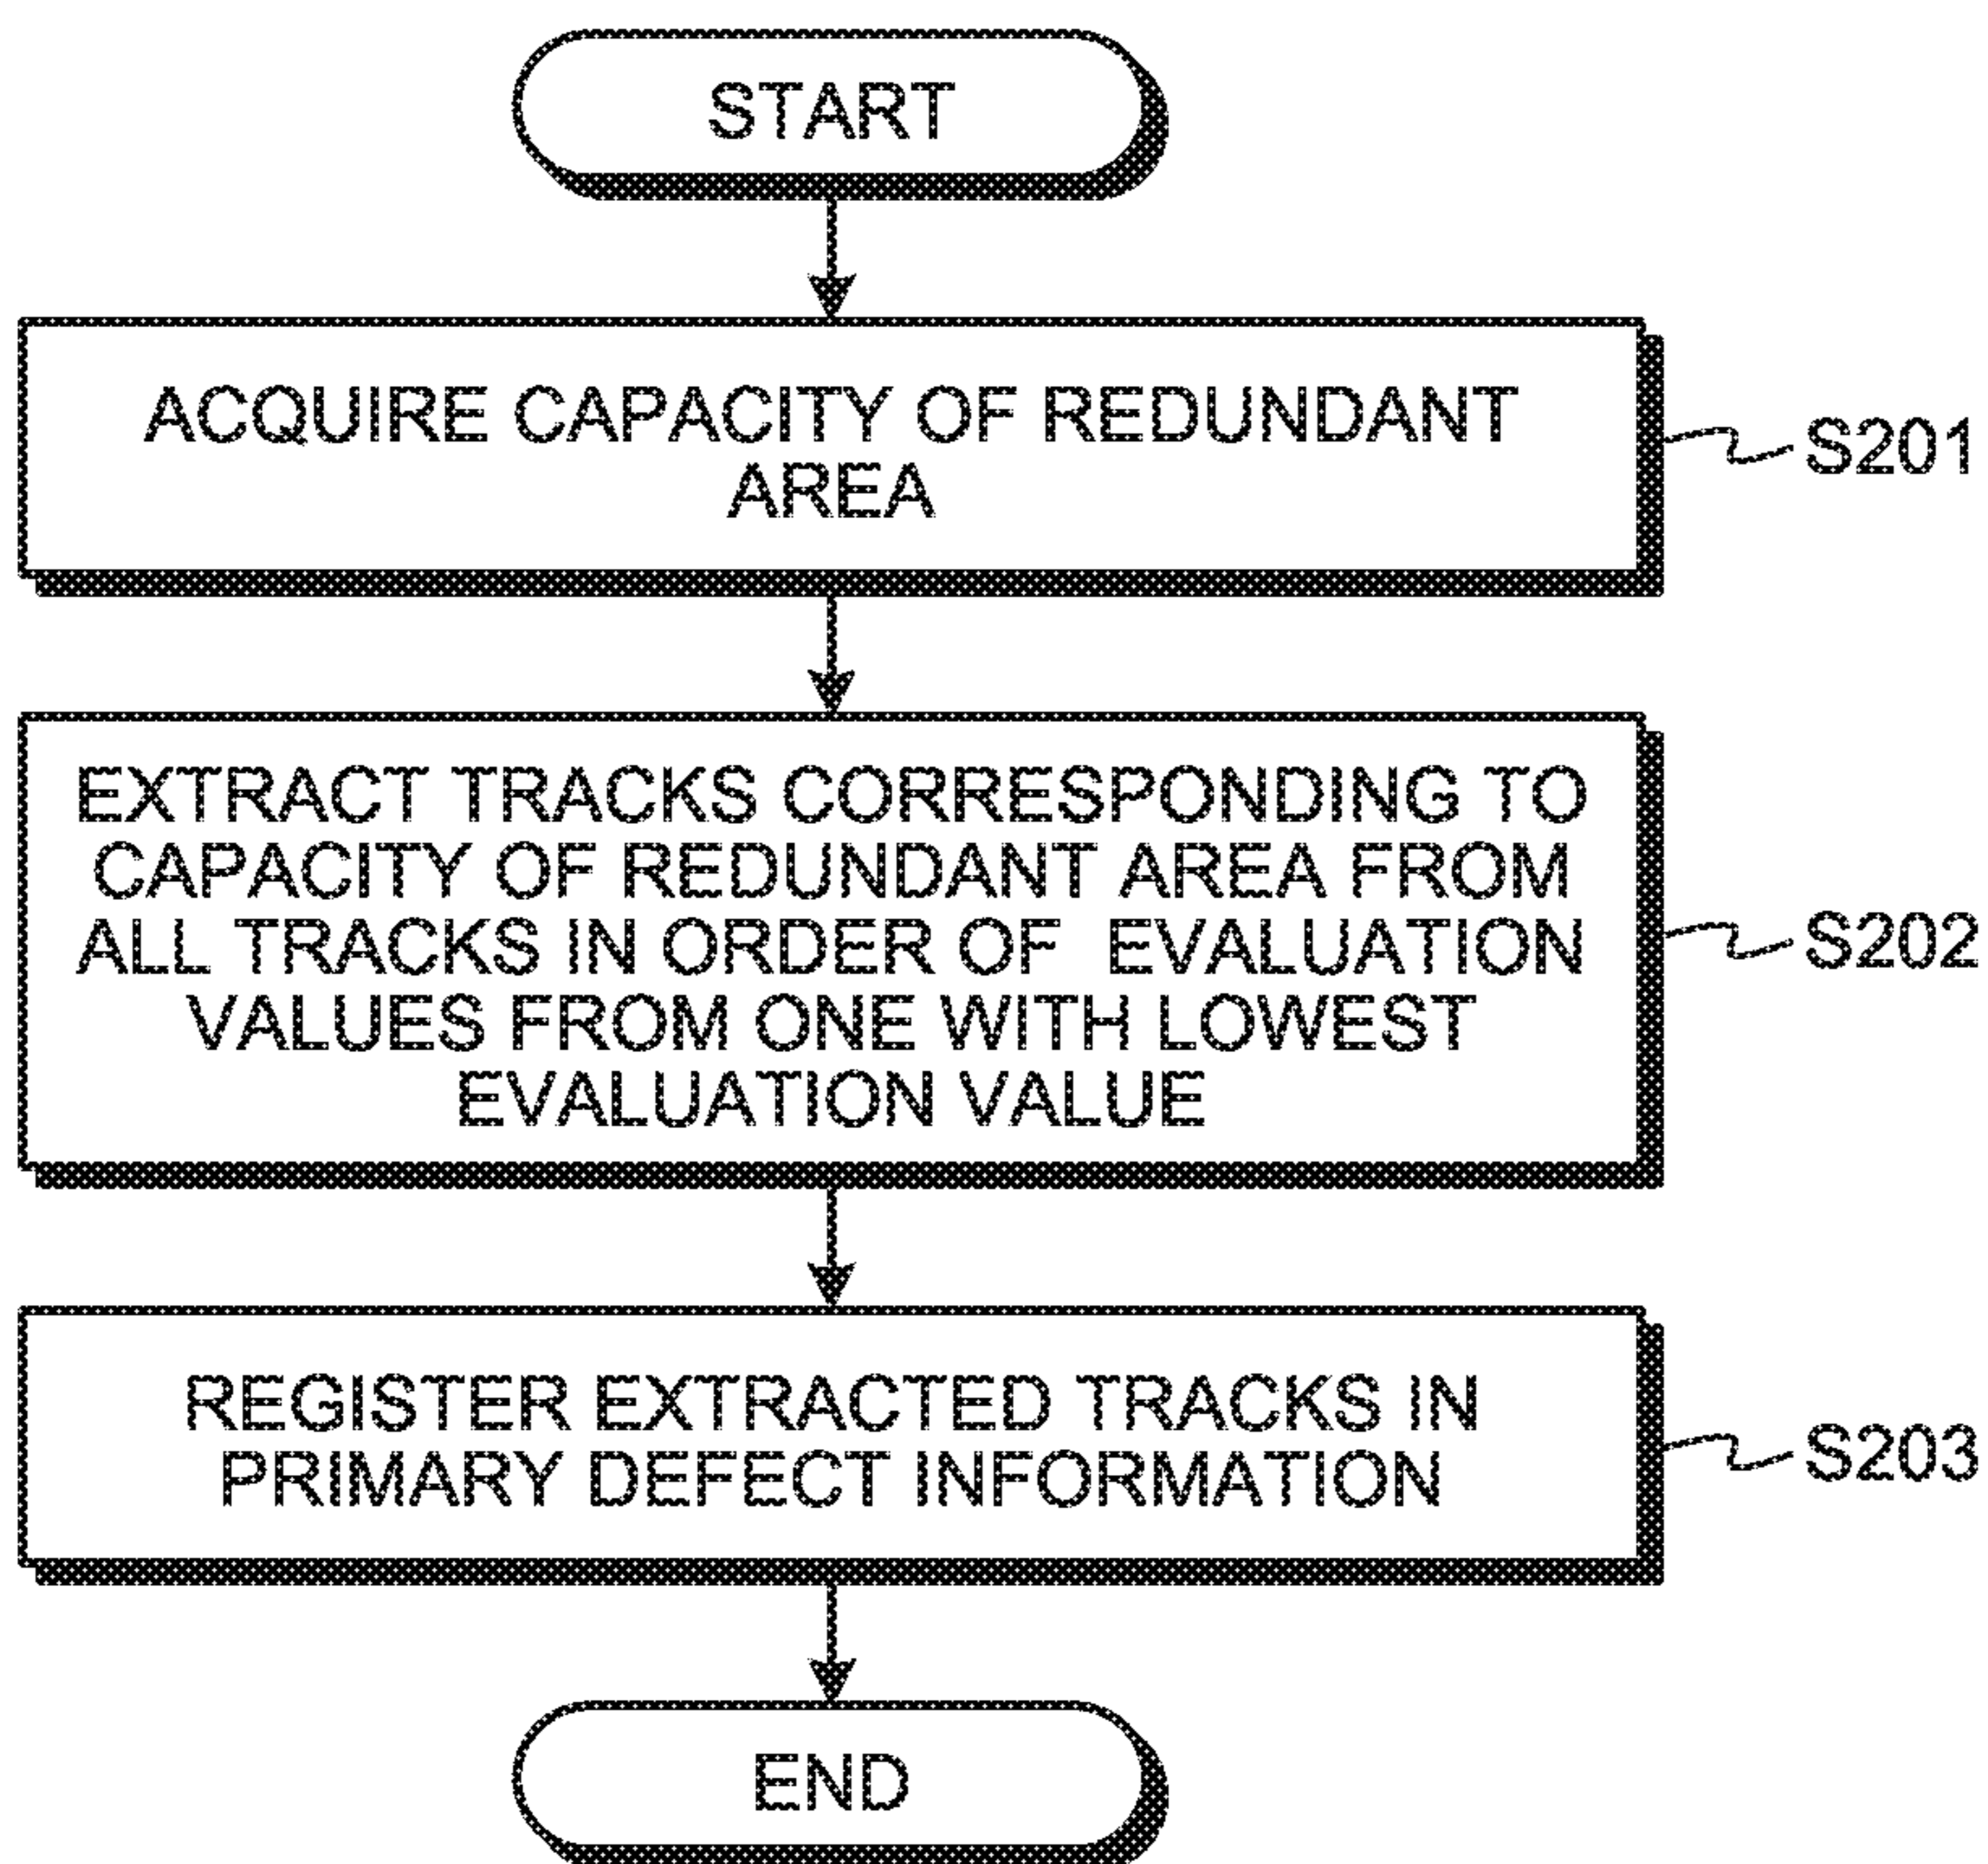 START
ACQUIRE CAPACITY OF REDUNDANT
AREA
S201
EXTRACT TRACKS CORRESPONDING TO
CAPACITY OF REDUNDANT AREA FROM
ALL TRACKS IN ORDER OF EVALUATION
VALUES FROM ONE WITH LOWEST
EVALUATION VALUE
S202
REGISTER EXTRACTED TRACKS IN
PRIMARY DEFECT INFORMATION
S203
END